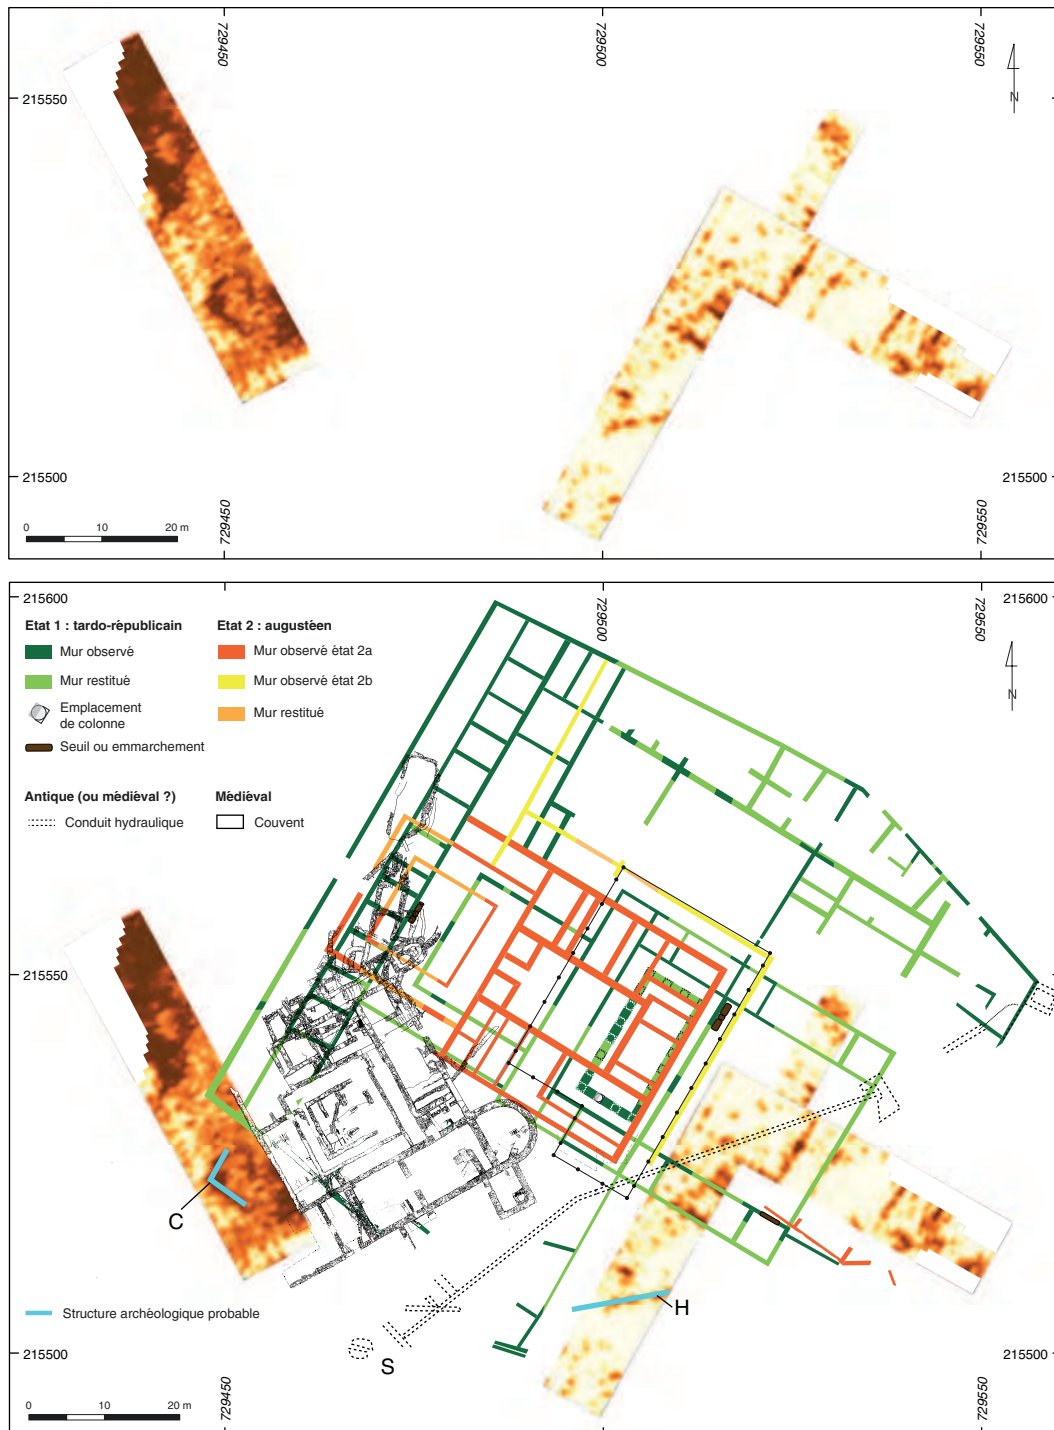 729450
729500
729550
215550
N
215500
215500
729450
729550
0 10 20 m
215600
215600
729500
729550
Etat 1 : tardo-républicain
Mur observé
Mur restitué
Emplacement
de colonne
Seuil ou emmarchement
Etat 2 : augustéen
Mur observé état 2a
Mur observé état 2b
Mur restitué
Antique (ou médiéval ?)
Conduit hydraulique
Médiéval
Couvent
N
215550
C
H
S
Structure archéologique probable
215500
215500
729450
729550
0 10 20 m